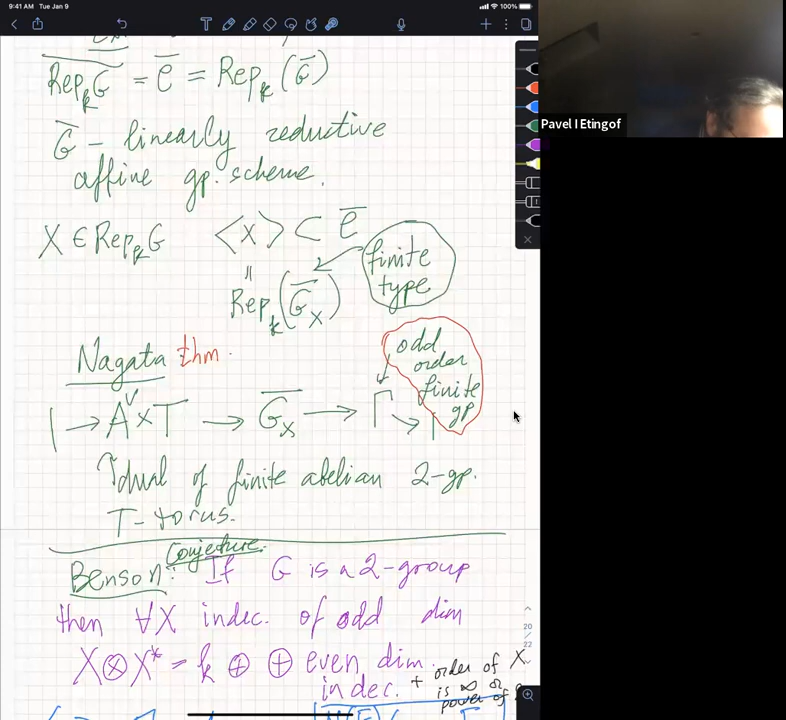 9:41 AM Tue Jan 9
100%
Rep_k G = C̄ = Rep_k (Ḡ)
Ḡ - linearly reductive
affine gp. scheme.
X ∈ Rep_k G <X> ⊂ C̄
finite
type
||
Rep_k (Ḡ_X)
Nagata thm.
odd
order
finite
gp
1 → A^∨ × T → Ḡ_X → Γ → 1
↑ dual of finite abelian 2-gp.
T - torus.
Conjecture.
Benson: If G is a 2-group
then ∀X indec. of odd dim
X ⊗ X* = k ⊕ ⊕ even dim.
indec.
+ order of X
is ∞ or
power of
Pavel I Etingof
20
22